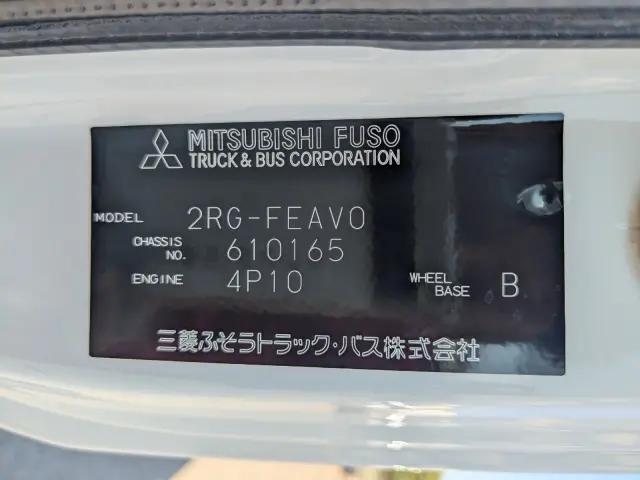 MITSUBISHI FUSO
TRUCK & BUS CORPORATION
MODEL 2RG-FEAV0
CHASSIS NO. 610165
ENGINE 4P10 WHEEL BASE B
三菱ふそうトラック・バス株式会社